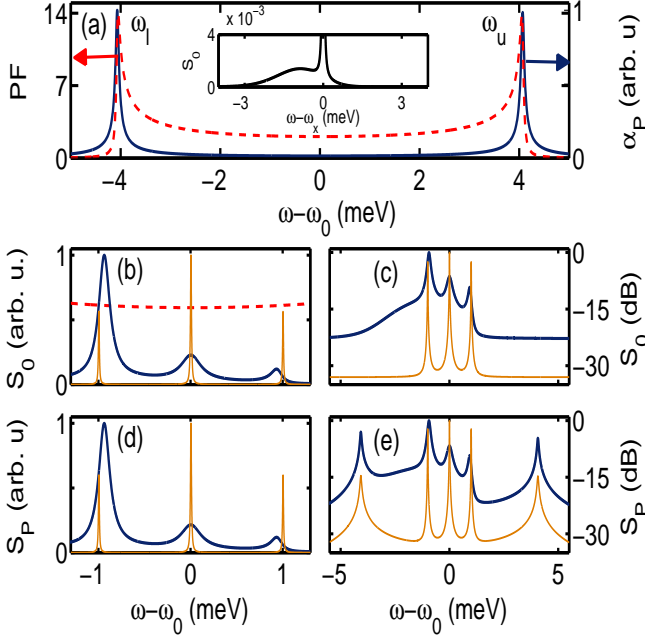 14
7
0
PF
(a)
ω_l
ω_u
1
0
α_P (arb. u)
x 10⁻³
4
0
S_0
−3
0
3
ω−ω_x (meV)
−4
−2
0
2
4
ω−ω_0 (meV)
1
0
S_0 (arb. u.)
(b)
(c)
0
−15
−30
S_0 (dB)
1
0
S_P (arb. u)
(d)
(e)
0
−15
−30
S_P (dB)
−1
0
1
ω−ω_0 (meV)
−5
0
5
ω−ω_0 (meV)